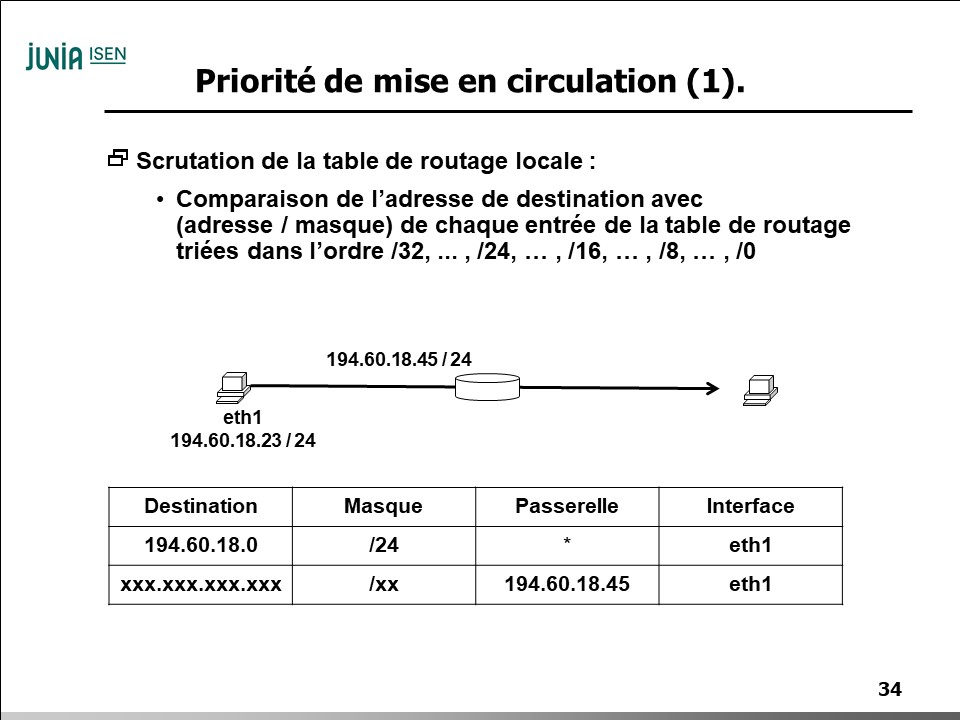 JUNIA ISEN
Priorité de mise en circulation (1).
Scrutation de la table de routage locale :
• Comparaison de l’adresse de destination avec
(adresse / masque) de chaque entrée de la table de routage
triées dans l’ordre /32, ... , /24, … , /16, … , /8, … , /0
194.60.18.45 / 24
eth1
194.60.18.23 / 24
Destination Masque Passerelle Interface
194.60.18.0 /24 * eth1
xxx.xxx.xxx.xxx /xx 194.60.18.45 eth1
34